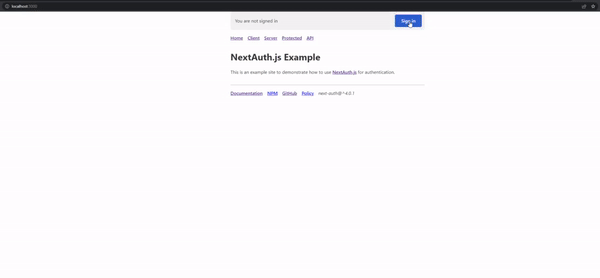 localhost:3000
You are not signed in
Sign in
Home Client Server Protected API
NextAuth.js Example
This is an example site to demonstrate how to use NextAuth.js for authentication.
Documentation NPM GitHub Policy next-auth@^4.0.1